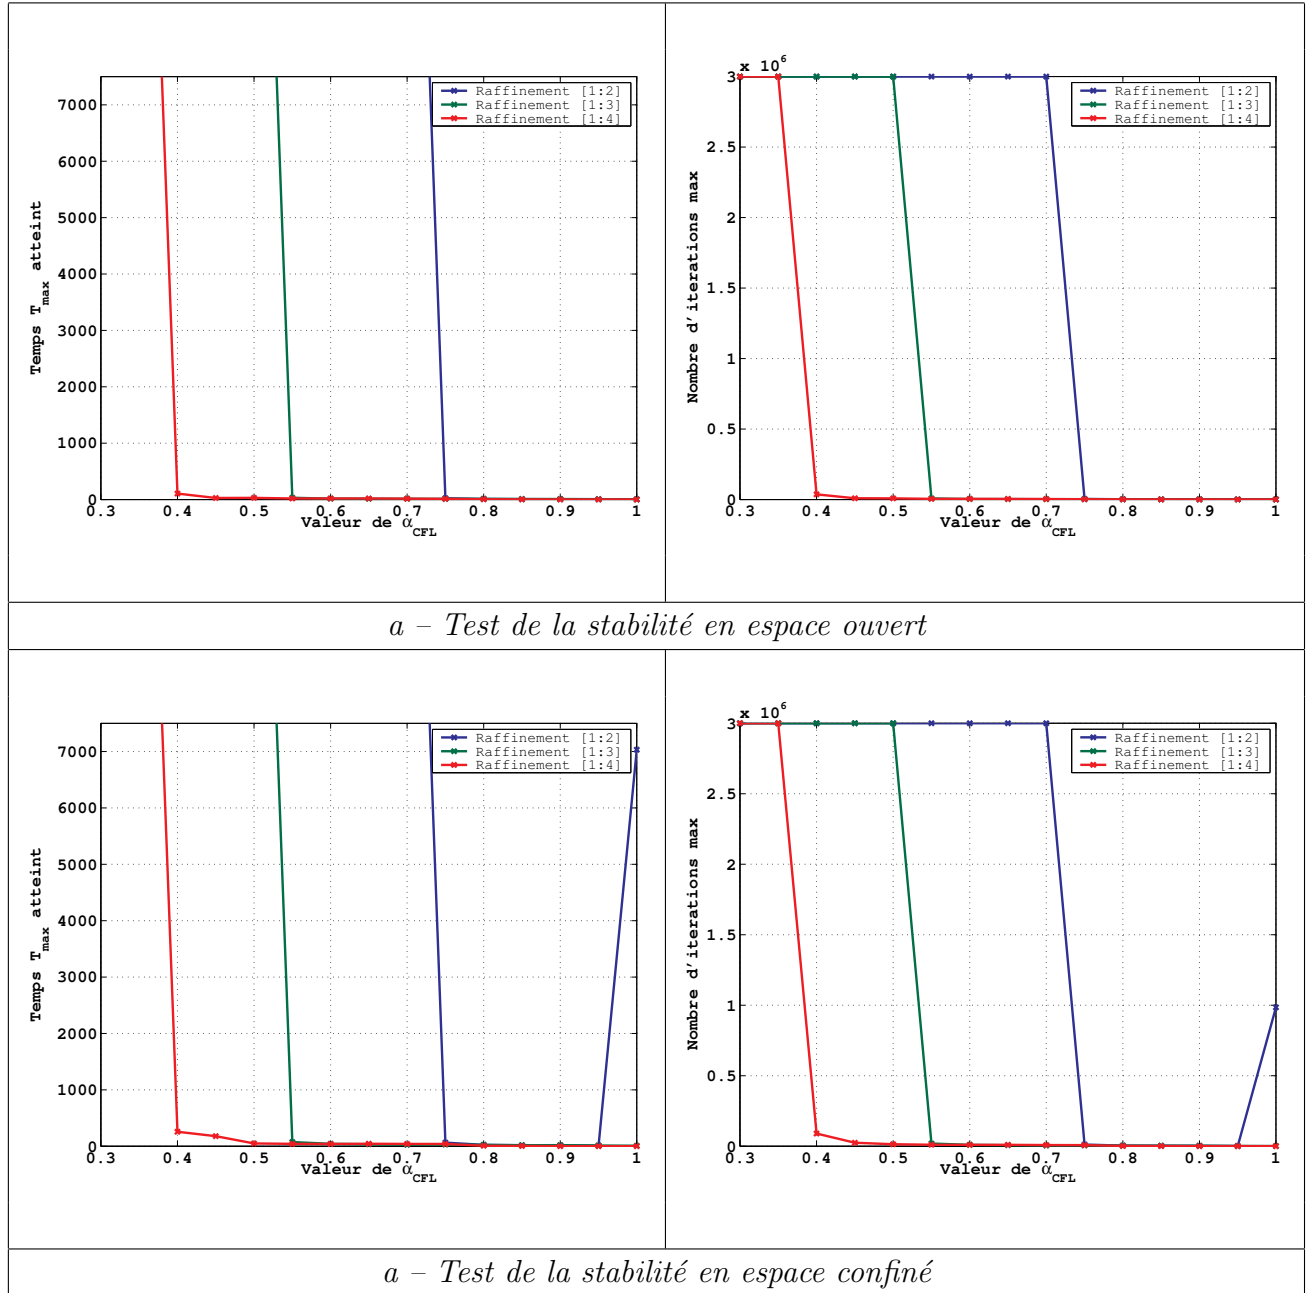 7000
6000
5000
4000
3000
2000
1000
0
Temps T_max atteint
Raffinement [1:2]
Raffinement [1:3]
Raffinement [1:4]
0.3 0.4 0.5 0.6 0.7 0.8 0.9 1
Valeur de α_CFL
x 10^6
3
2.5
2
1.5
1
0.5
0
Nombre d'iterations max
Raffinement [1:2]
Raffinement [1:3]
Raffinement [1:4]
0.3 0.4 0.5 0.6 0.7 0.8 0.9 1
Valeur de α_CFL
a – Test de la stabilité en espace ouvert
7000
6000
5000
4000
3000
2000
1000
0
Temps T_max atteint
Raffinement [1:2]
Raffinement [1:3]
Raffinement [1:4]
0.3 0.4 0.5 0.6 0.7 0.8 0.9 1
Valeur de α_CFL
x 10^6
3
2.5
2
1.5
1
0.5
0
Nombre d'iterations max
Raffinement [1:2]
Raffinement [1:3]
Raffinement [1:4]
0.3 0.4 0.5 0.6 0.7 0.8 0.9 1
Valeur de α_CFL
a – Test de la stabilité en espace confiné